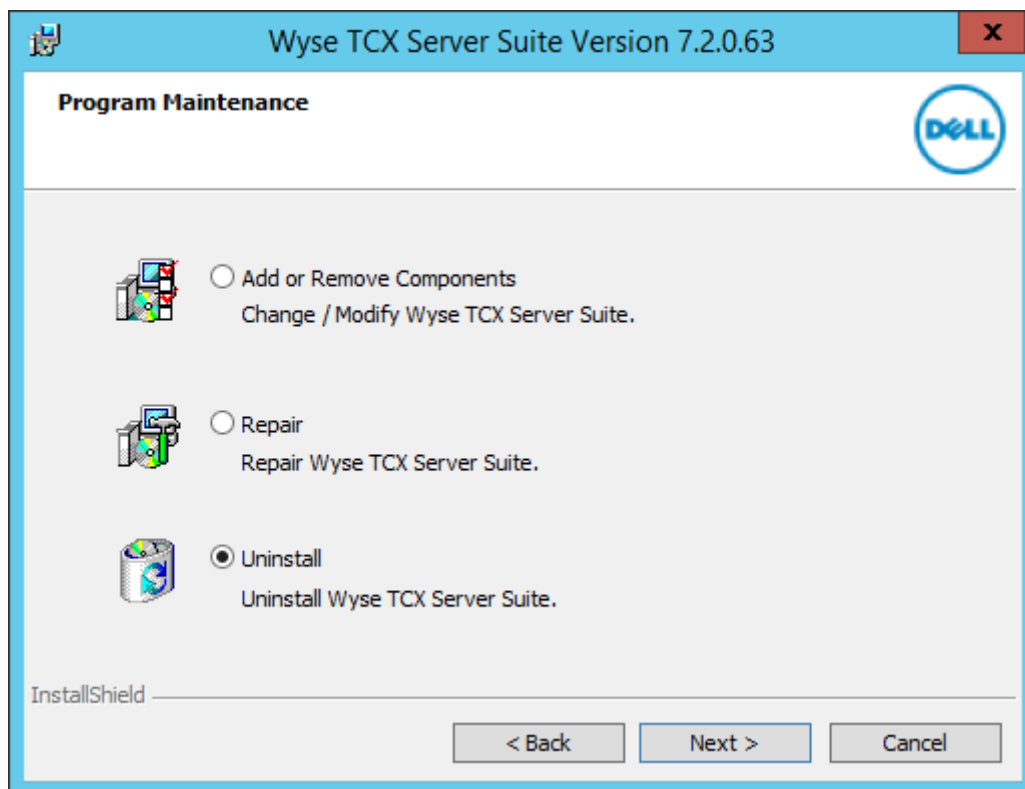 Wyse TCX Server Suite Version 7.2.0.63
x
Program Maintenance
DELL
Add or Remove Components
Change / Modify Wyse TCX Server Suite.
Repair
Repair Wyse TCX Server Suite.
Uninstall
Uninstall Wyse TCX Server Suite.
InstallShield
< Back Next > Cancel